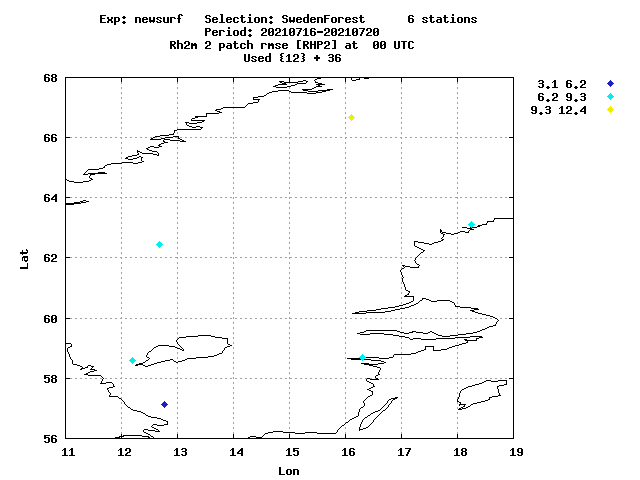 Exp: newsurf   Selection: SwedenForest      6 stations
Period: 20210716-20210720
Rh2m 2 patch rmse [RHP2] at  00 UTC
Used {12} + 36
3.1 6.2
6.2 9.3
9.3 12.4
68
66
64
62
60
58
56
Lat
11 12 13 14 15 16 17 18 19
Lon